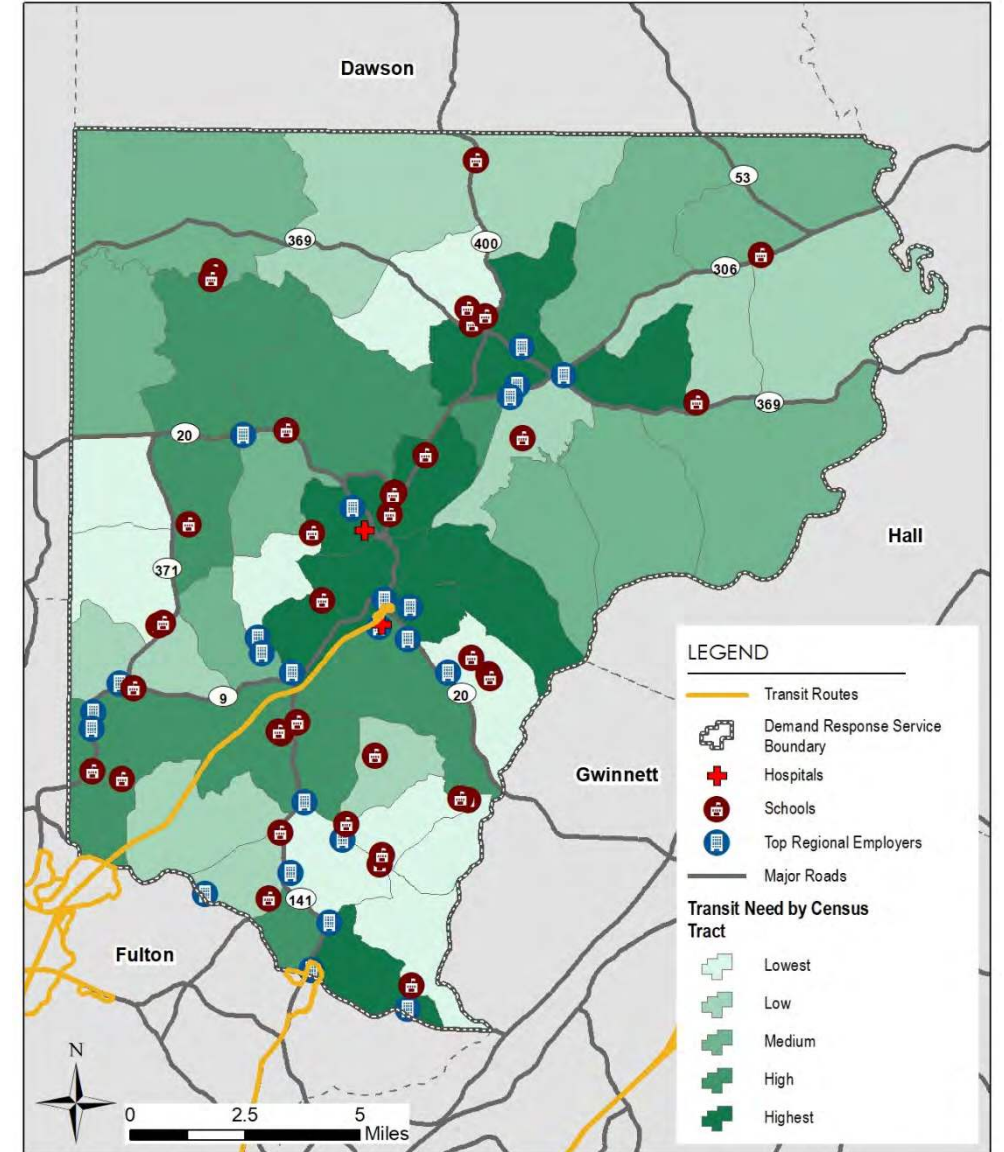 Dawson
53
369
400
306
369
20
Hall
371
9
20
Gwinnett
141
Fulton
N
0 2.5 5
Miles
LEGEND
Transit Routes
Demand Response Service
Boundary
Hospitals
Schools
Top Regional Employers
Major Roads
Transit Need by Census
Tract
Lowest
Low
Medium
High
Highest